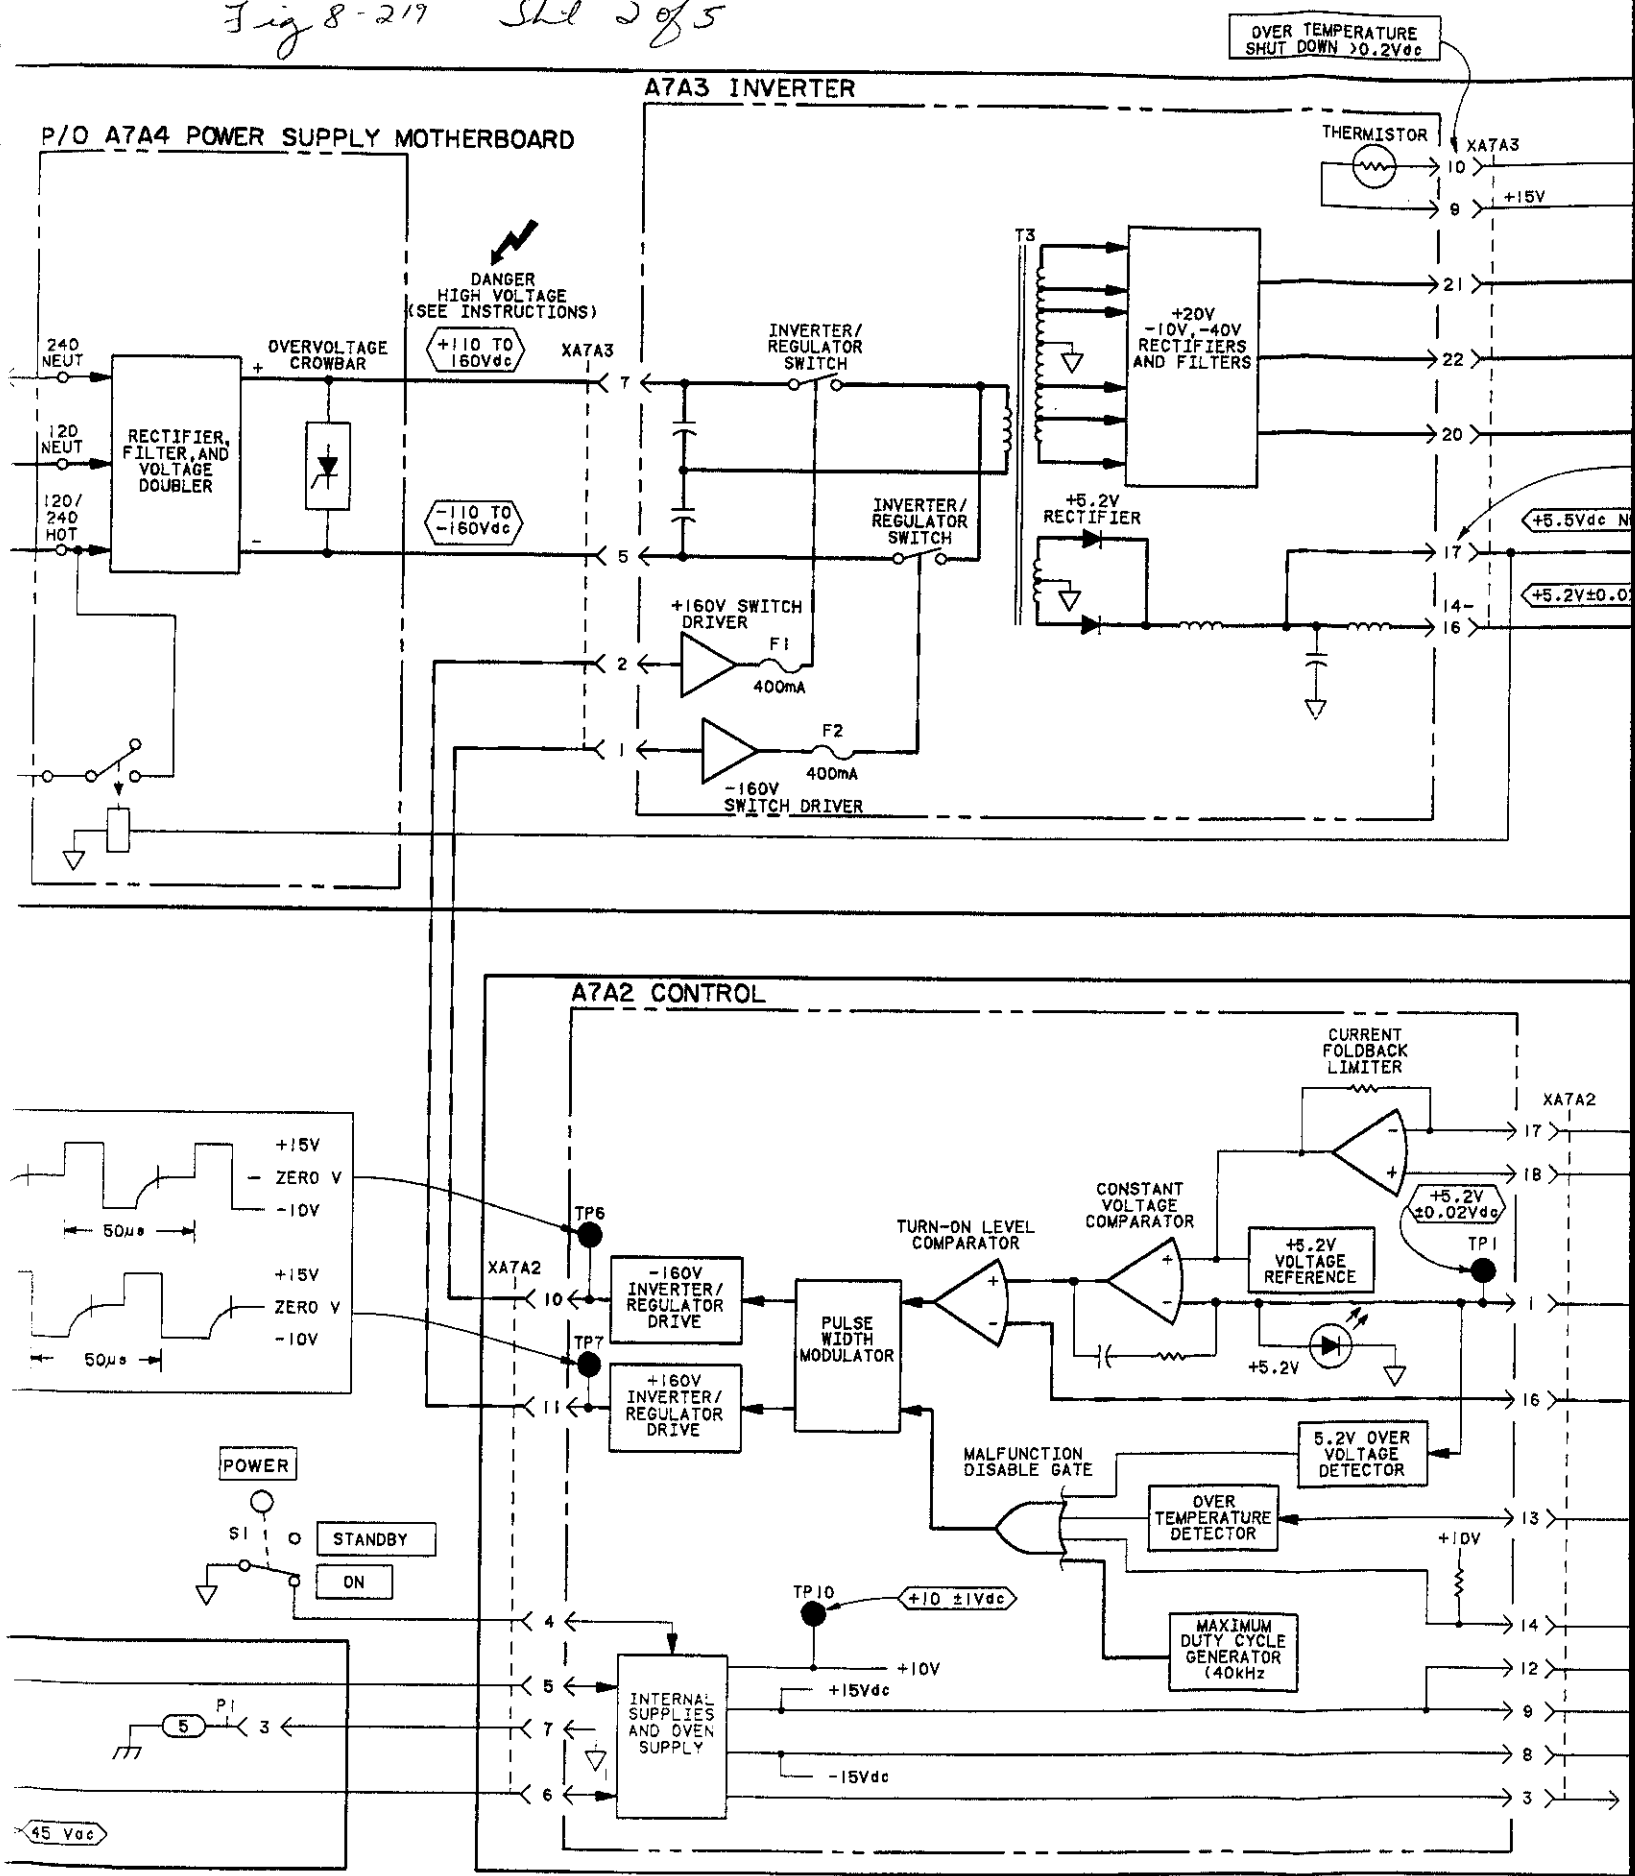 Fig 8-219 Sht 2 of 5
OVER TEMPERATURE
SHUT DOWN >0.2Vdc
A7A3 INVERTER
P/O A7A4 POWER SUPPLY MOTHERBOARD
THERMISTOR
XA7A3
10
9
+15V
T3
21
22
20
17
14-
16
DANGER
HIGH VOLTAGE
(SEE INSTRUCTIONS)
+110 TO
160Vdc
XA7A3
INVERTER/
REGULATOR
SWITCH
+20V
-10V,-40V
RECTIFIERS
AND FILTERS
240
NEUT
OVERVOLTAGE
CROWBAR
+
7
120
NEUT
RECTIFIER,
FILTER,AND
VOLTAGE
DOUBLER
120/
240
HOT
-110 TO
-160Vdc
-
5
INVERTER/
REGULATOR
SWITCH
+5.2V
RECTIFIER
+5.5Vdc
+5.2V±0.0
+160V SWITCH
DRIVER
F1
400mA
2
1
F2
400mA
-160V
SWITCH DRIVER
A7A2 CONTROL
CURRENT
FOLDBACK
LIMITER
XA7A2
-
17
+
18
+5.2V
±0.02Vdc
TP1
+15V
- ZERO V
-10V
50µs
+15V
ZERO V
-10V
50µs
TP6
XA7A2
10
-160V
INVERTER/
REGULATOR
DRIVE
TP7
11
+160V
INVERTER/
REGULATOR
DRIVE
PULSE
WIDTH
MODULATOR
TURN-ON LEVEL
COMPARATOR
+
-
CONSTANT
VOLTAGE
COMPARATOR
+
-
+5.2V
VOLTAGE
REFERENCE
1
+5.2V
16
5.2V OVER
VOLTAGE
DETECTOR
MALFUNCTION
DISABLE GATE
OVER
TEMPERATURE
DETECTOR
13
+10V
14
MAXIMUM
DUTY CYCLE
GENERATOR
(40kHz
POWER
S1
STANDBY
ON
TP10
+10 ±1Vdc
4
5
P1
5
3
7
6
INTERNAL
SUPPLIES
AND OVEN
SUPPLY
+10V
+15Vdc
-15Vdc
12
9
8
3
45 Vac